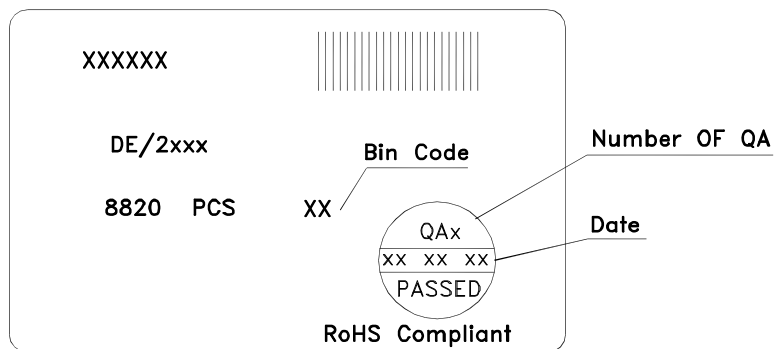 XXXXXX
DE/2xxx
Bin Code
Number OF QA
8820 PCS
XX
QAx
Date
xx xx xx
PASSED
RoHS Compliant